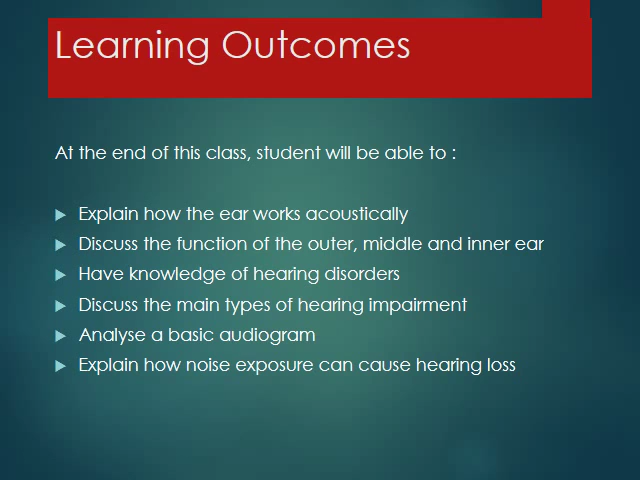 Learning Outcomes
At the end of this class, student will be able to :
Explain how the ear works acoustically
Discuss the function of the outer, middle and inner ear
Have knowledge of hearing disorders
Discuss the main types of hearing impairment
Analyse a basic audiogram
Explain how noise exposure can cause hearing loss